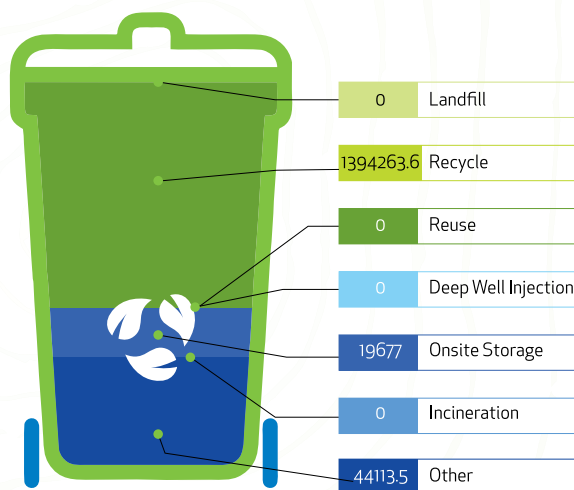 0 Landfill
1394263.6 Recycle
0 Reuse
0 Deep Well Injection
19677 Onsite Storage
0 Incineration
44113.5 Other